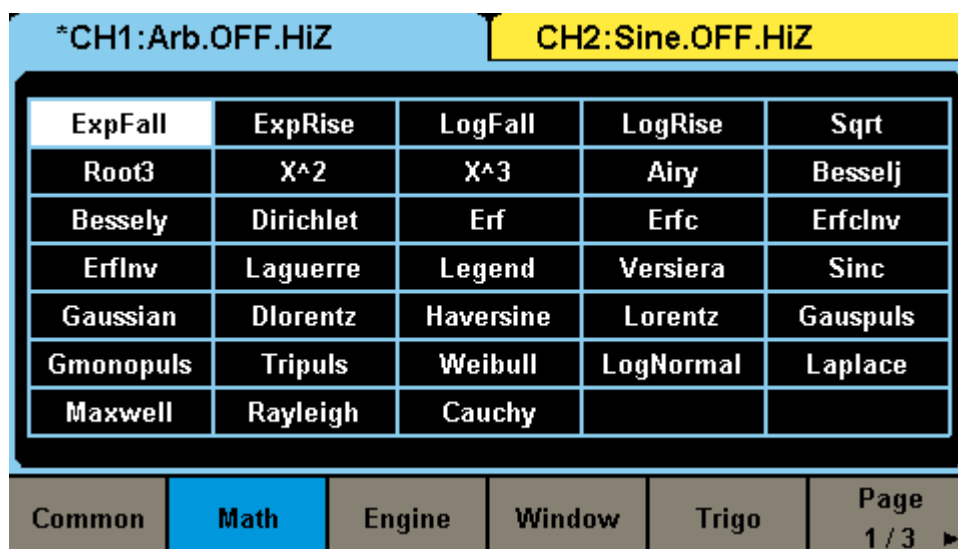 *CH1:Arb.OFF.HiZ CH2:Sine.OFF.HiZ
ExpFall ExpRise LogFall LogRise Sqrt
Root3 X^2 X^3 Airy Besselj
Bessely Dirichlet Erf Erfc ErfcInv
ErfInv Laguerre Legend Versiera Sinc
Gaussian Dlorentz Haversine Lorentz Gauspuls
Gmonopuls Tripuls Weibull LogNormal Laplace
Maxwell Rayleigh Cauchy
Common Math Engine Window Trigo Page
1/3 ►